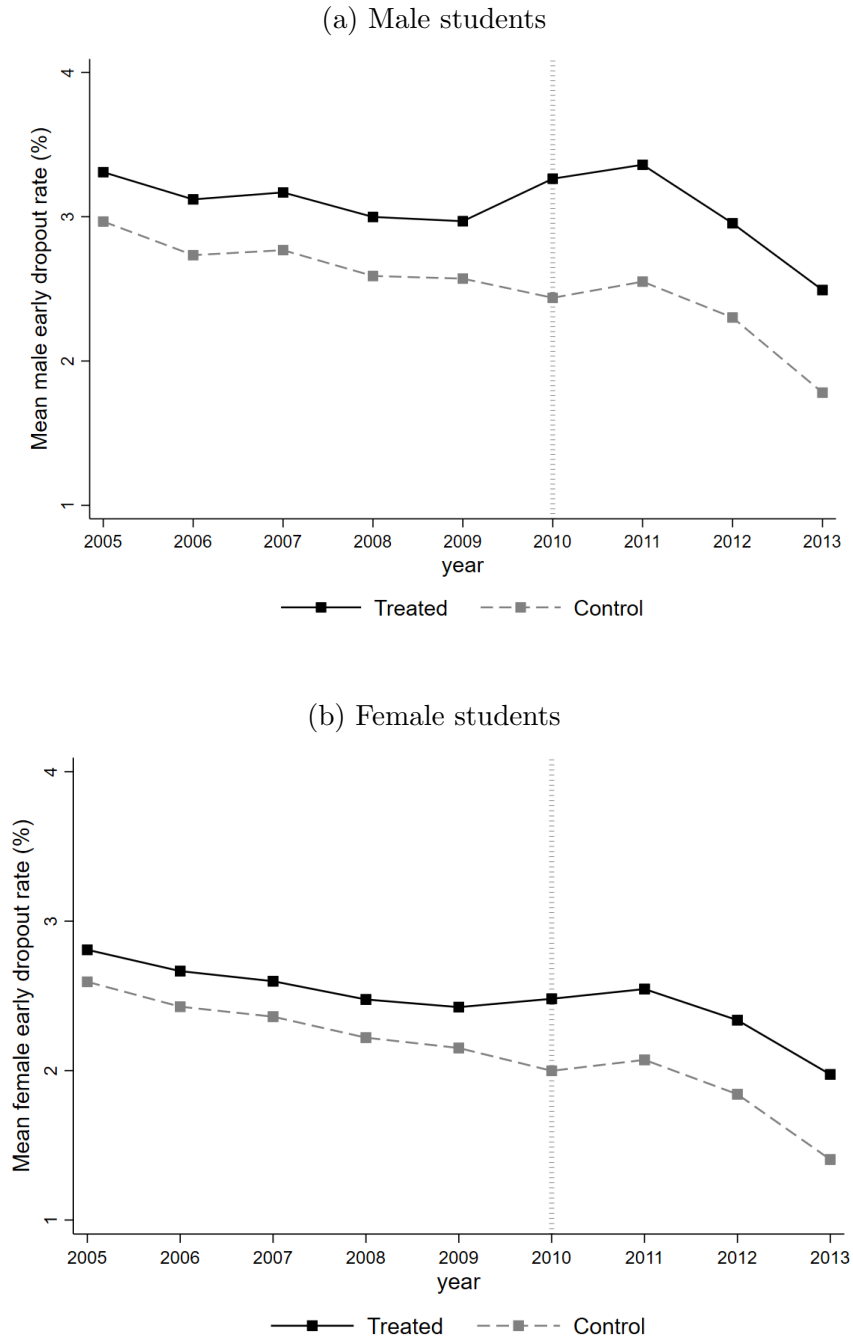 (a) Male students
Mean male early dropout rate (%)
4
3
2
1
2005 2006 2007 2008 2009 2010 2011 2012 2013
year
Treated Control
(b) Female students
Mean female early dropout rate (%)
4
3
2
1
2005 2006 2007 2008 2009 2010 2011 2012 2013
year
Treated Control